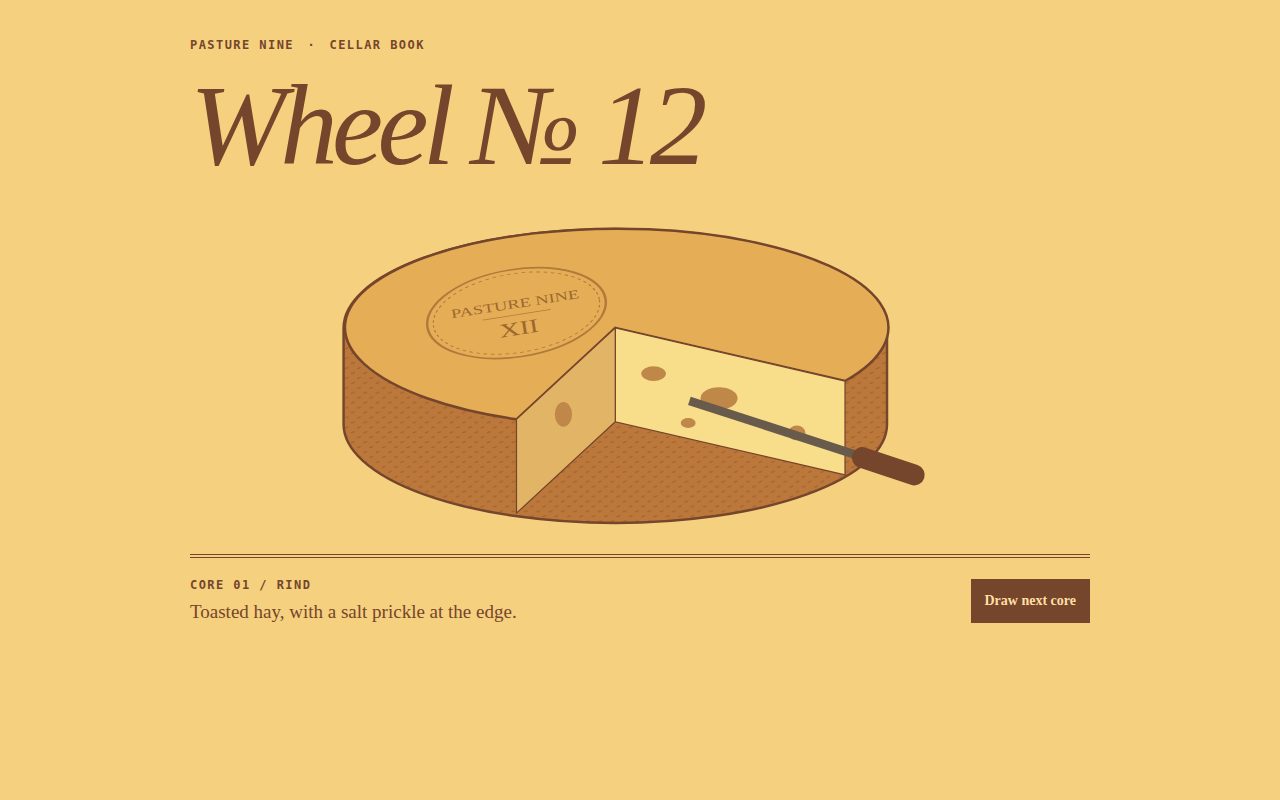 PASTURE NINE · CELLAR BOOK
Wheel № 12
PASTURE NINE
XII
CORE 01 / RIND
Toasted hay, with a salt prickle at the edge.
Draw next core